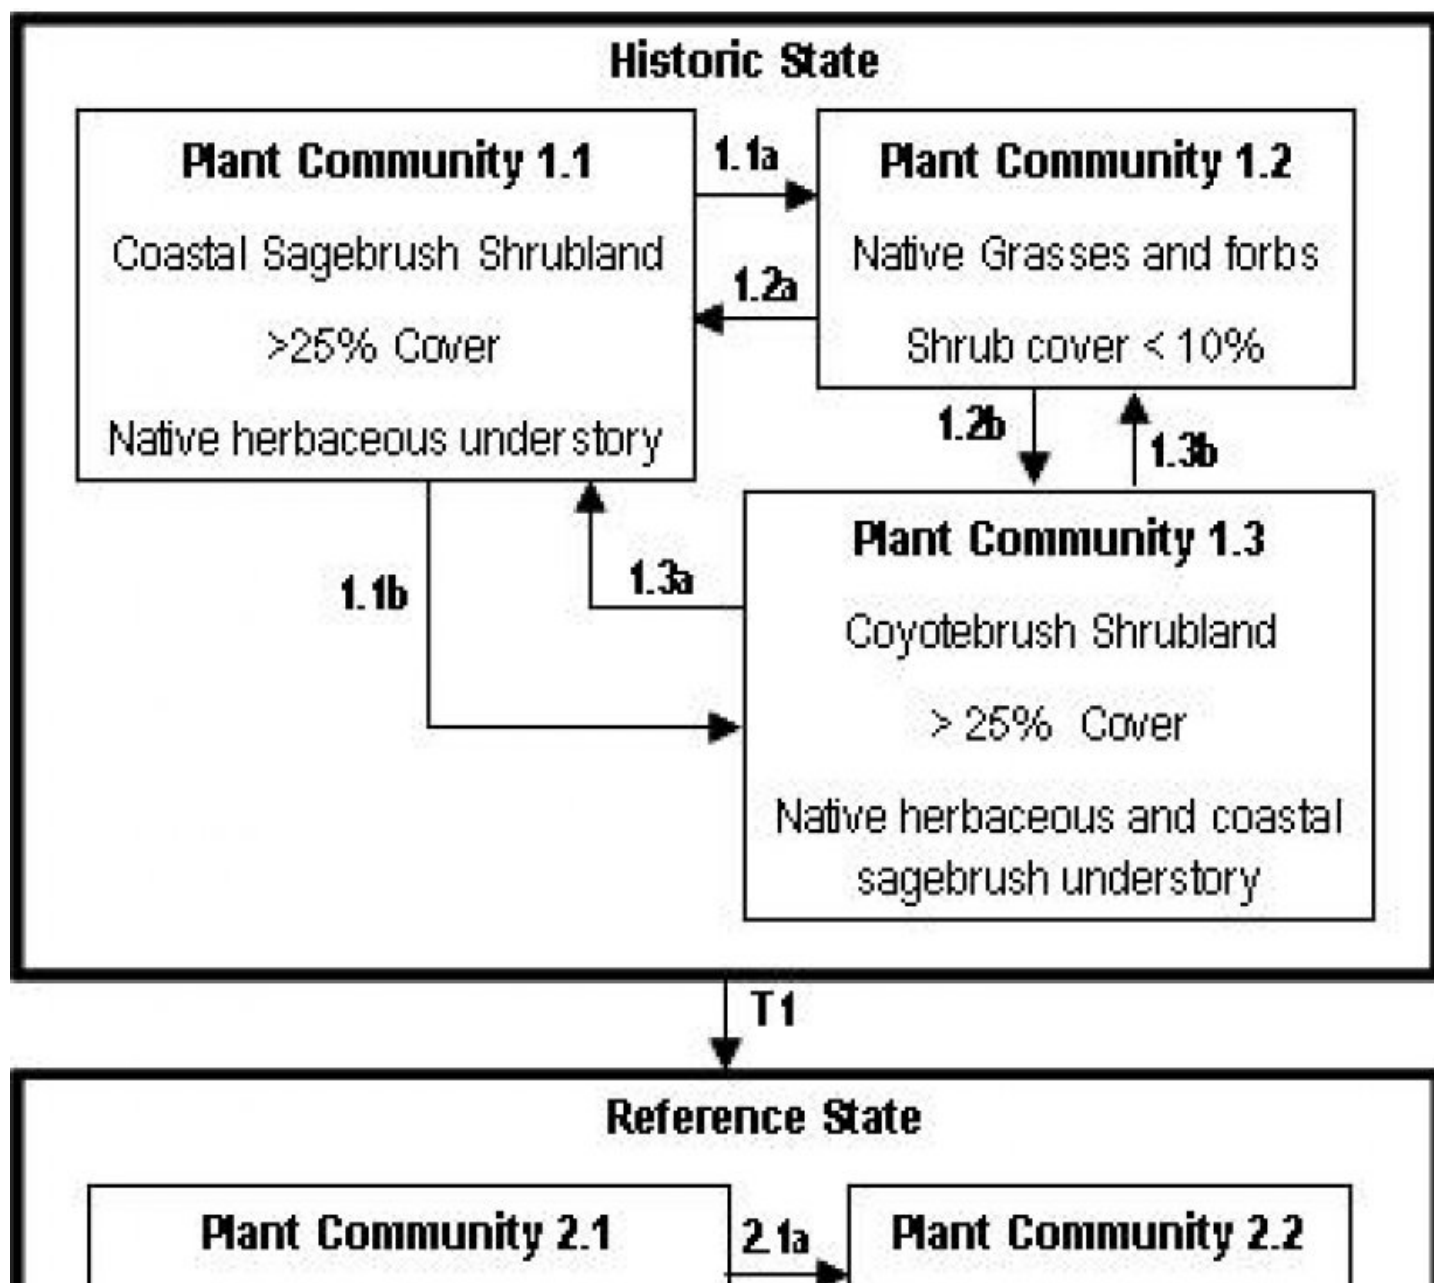 Historic State
Plant Community 1.1
Coastal Sagebrush Shrubland
>25% Cover
Native herbaceous understory
1.1a
1.2a
Plant Community 1.2
Native Grasses and forbs
Shrub cover < 10%
1.2b
1.3b
1.1b
1.3a
Plant Community 1.3
Coyotebrush Shrubland
> 25% Cover
Native herbaceous and coastal
sagebrush understory
T1
Reference State
Plant Community 2.1
2.1a
Plant Community 2.2